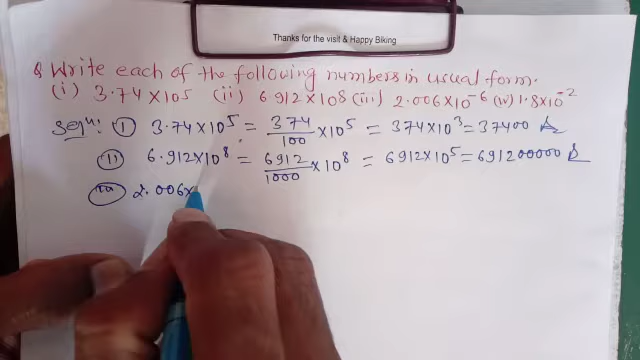 Thanks for the visit & Happy Biking
Q Write each of the following numbers in usual form.
(i) 3.74×10⁵ (ii) 6.912×10⁸ (iii) 2.006×10⁻⁶ (iv) 1.8×10⁻²
Solⁿ: (i) 3.74×10⁵ = 374/100 ×10⁵ = 374×10³ = 37400
(ii) 6.912×10⁸ = 6912/1000 ×10⁸ = 6912×10⁵ = 691200000
(iii) 2.006×